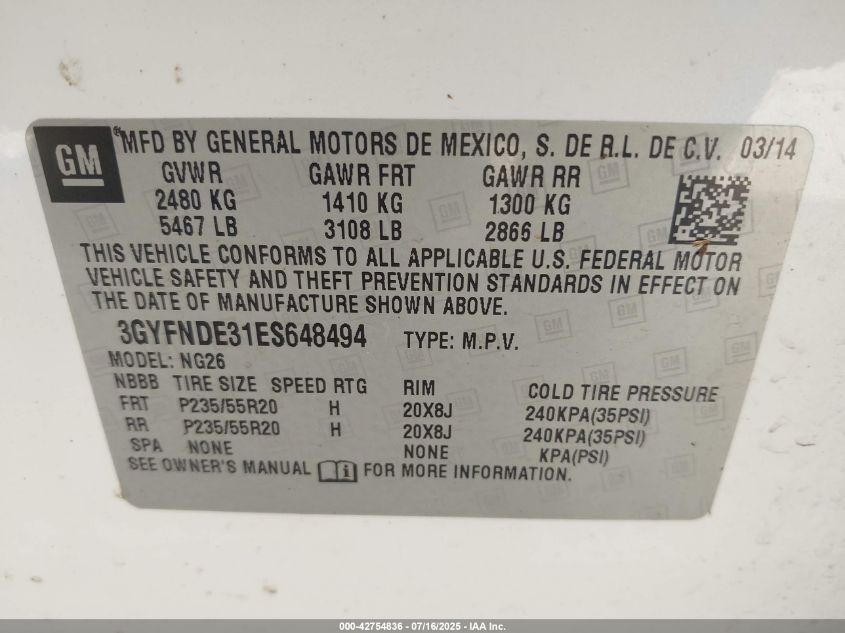 GM
® MFD BY GENERAL MOTORS DE MEXICO, S. DE R.L. DE C.V. 03/14
GVWR GAWR FRT GAWR RR
2480 KG 1410 KG 1300 KG
5467 LB 3108 LB 2866 LB
THIS VEHICLE CONFORMS TO ALL APPLICABLE U.S. FEDERAL MOTOR
VEHICLE SAFETY AND THEFT PREVENTION STANDARDS IN EFFECT ON
THE DATE OF MANUFACTURE SHOWN ABOVE.
3GYFNDE31ES648494 TYPE: M.P.V.
MODEL: NG26
NBBB TIRE SIZE SPEED RTG RIM COLD TIRE PRESSURE
FRT P235/55R20 H 20X8J 240KPA(35PSI)
RR P235/55R20 H 20X8J 240KPA(35PSI)
SPA NONE NONE KPA(PSI)
SEE OWNER'S MANUAL FOR MORE INFORMATION.
000-42754836 - 07/16/2025 - IAA Inc.